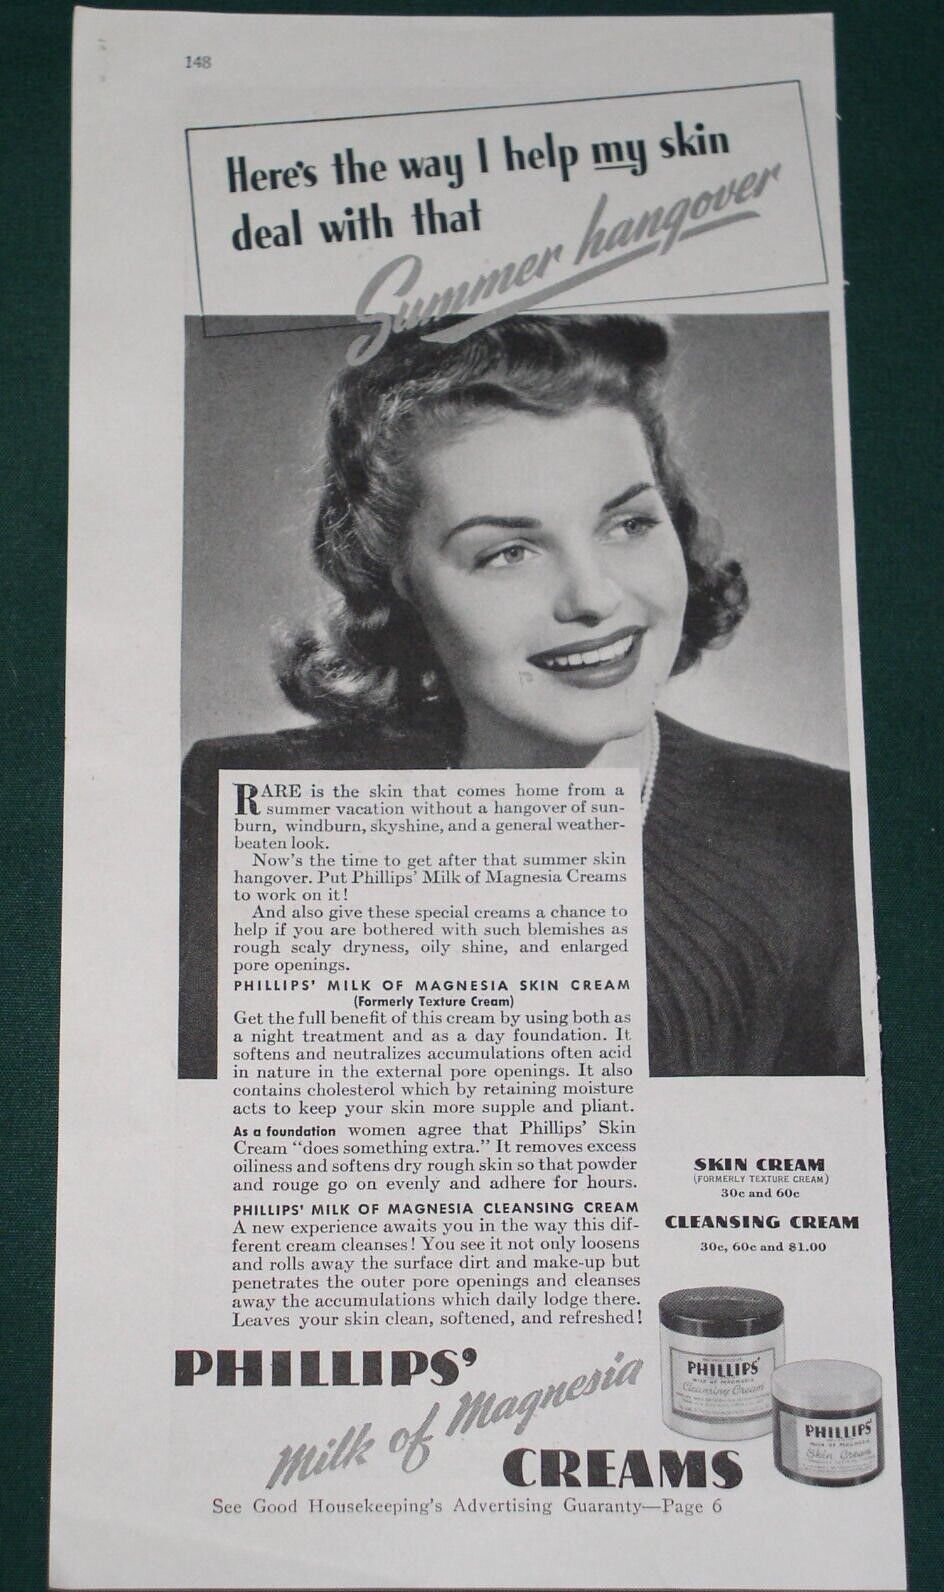 148
Here's the way I help my skin
deal with that
Summer hangover
RARE is the skin that comes home from a
summer vacation without a hangover of sun-
burn, windburn, skyshine, and a general weather-
beaten look.
Now's the time to get after that summer skin
hangover. Put Phillips' Milk of Magnesia Creams
to work on it!
And also give these special creams a chance to
help if you are bothered with such blemishes as
rough scaly dryness, oily shine, and enlarged
pore openings.
PHILLIPS' MILK OF MAGNESIA SKIN CREAM
(Formerly Texture Cream)
Get the full benefit of this cream by using both as
a night treatment and as a day foundation. It
softens and neutralizes accumulations often acid
in nature in the external pore openings. It also
contains cholesterol which by retaining moisture
acts to keep your skin more supple and pliant.
As a foundation women agree that Phillips' Skin
Cream "does something extra." It removes excess
oiliness and softens dry rough skin so that powder
and rouge go on evenly and adhere for hours.
PHILLIPS' MILK OF MAGNESIA CLEANSING CREAM
A new experience awaits you in the way this dif-
ferent cream cleanses! You see it not only loosens
and rolls away the surface dirt and make-up but
penetrates the outer pore openings and cleanses
away the accumulations which daily lodge there.
Leaves your skin clean, softened, and refreshed!
SKIN CREAM
(FORMERLY TEXTURE CREAM)
30c and 60c
CLEANSING CREAM
30c, 60c and $1.00
PHILLIPS'
MILK OF MAGNESIA
Cleansing Cream
PHILLIPS'
MILK OF MAGNESIA
Skin Cream
PHILLIPS'
Milk of Magnesia
CREAMS
See Good Housekeeping's Advertising Guaranty—Page 6